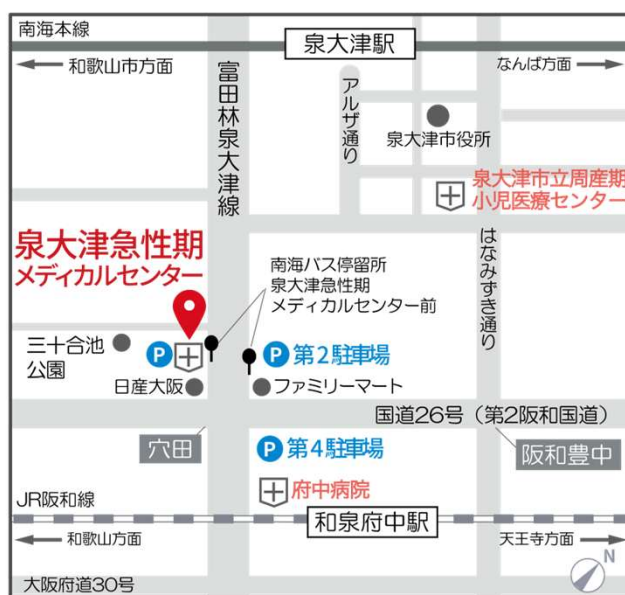 南海本線
泉大津駅
和歌山市方面
なんば方面
富田林泉大津線
アルザ通り
泉大津市役所
泉大津市立周産期
小児医療センター
はなみずき通り
泉大津急性期
メディカルセンター
南海バス停留所
泉大津急性期
メディカルセンター前
三十合池
公園
P
P 第2駐車場
日産大阪
ファミリーマート
国道26号（第2阪和国道）
穴田
P 第4駐車場
阪和豊中
府中病院
JR阪和線
和泉府中駅
和歌山方面
天王寺方面
N
大阪府道30号